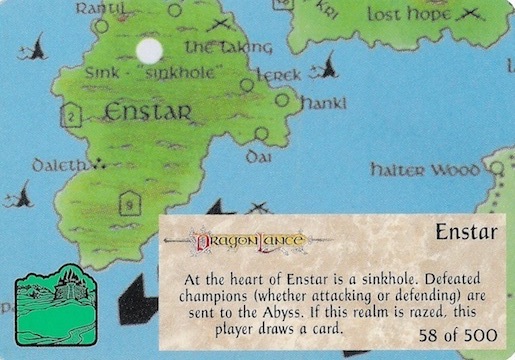 Rantil
KRI
Lost Hope
The Taking
Sink - "sinkhole"
Lerek
Enstar
Hankl
2
Dai
Daleth
Halter Wood
9
DragonLance
Enstar
At the heart of Enstar is a sinkhole. Defeated
champions (whether attacking or defending) are
sent to the Abyss. If this realm is razed, this
player draws a card.
58 of 500